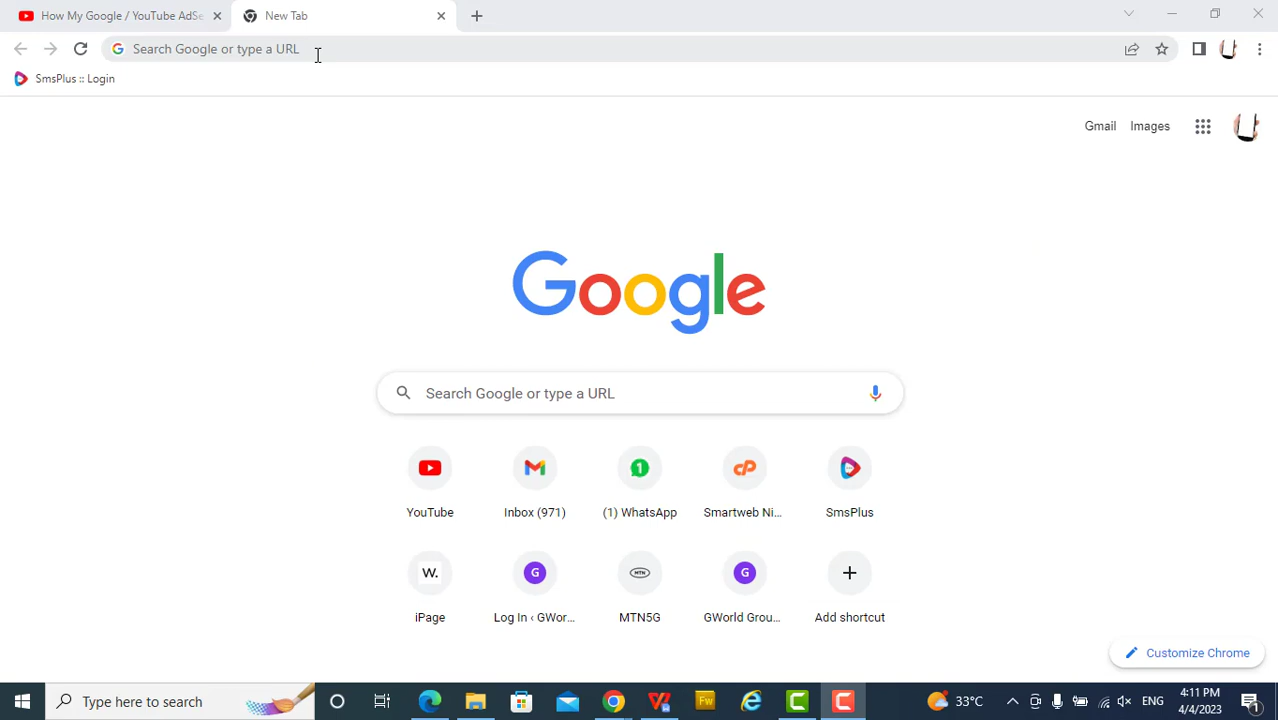 How My Google / YouTube AdSe
New Tab
Search Google or type a URL
SmsPlus :: Login
Gmail
Images
Google
Search Google or type a URL
YouTube
Inbox (971)
(1) WhatsApp
Smartweb Ni...
SmsPlus
iPage
Log In ‹ GWor...
MTN5G
GWorld Grou...
Add shortcut
Customize Chrome
Type here to search
33°C
ENG
4:11 PM
4/4/2023